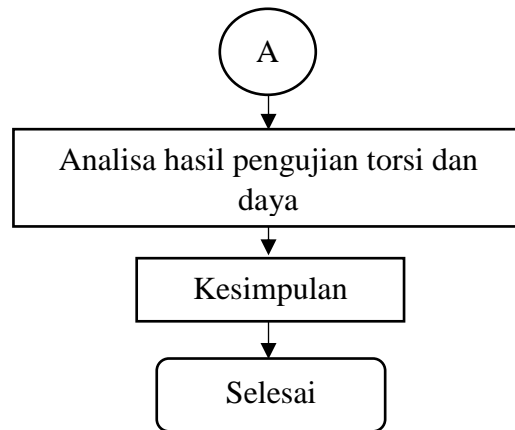 A
Analisa hasil pengujian torsi dan
daya
Kesimpulan
Selesai